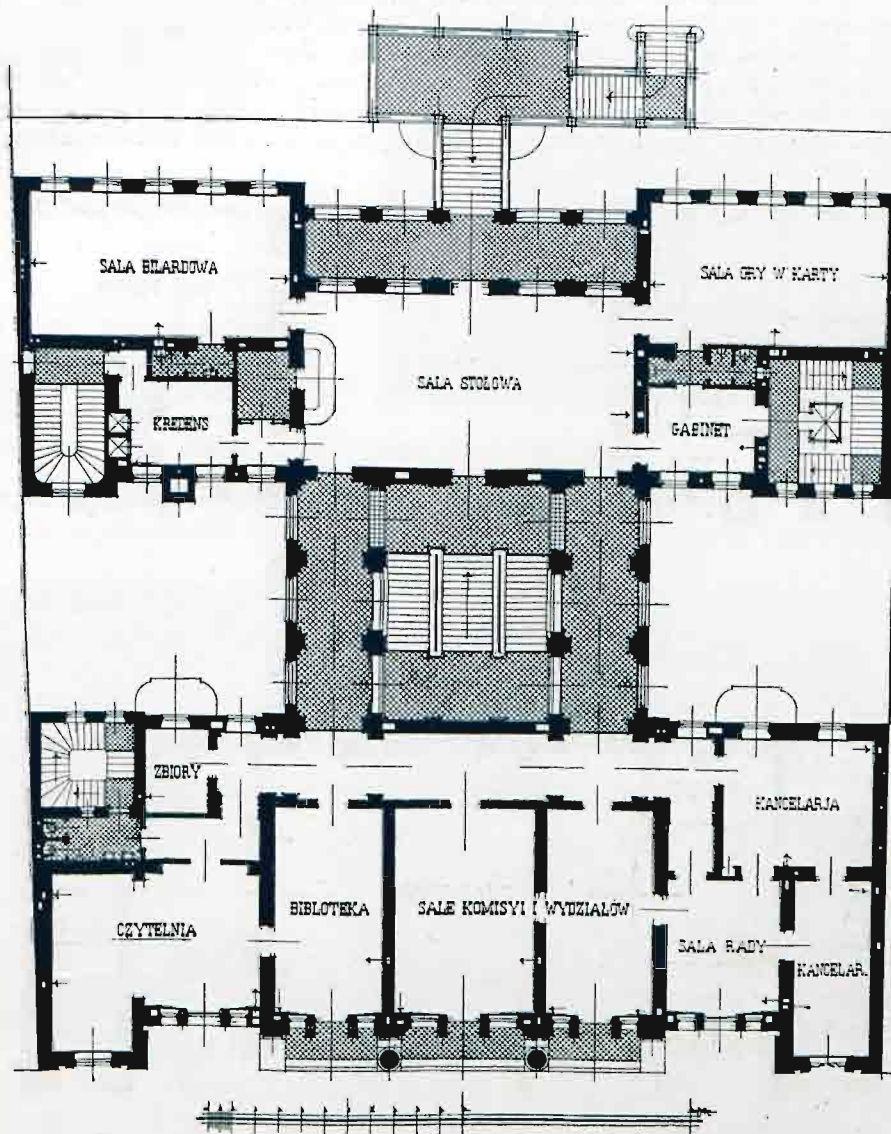 SALA BILARDOWA
SALA GRY W KARTY
SALA STOŁOWA
KREDENS
GABINET
ZBIORY
KANCELARJA
BIBLOTEKA
SALE KOMISYI I WYDZIAŁÓW
CZYTELNIA
SALA RADY
KANCELAR.